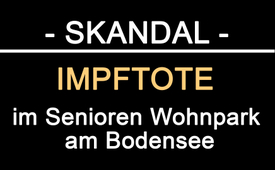 - SKANDAL -
IMPFTOTE
im Senioren Wohnpark
am Bodensee